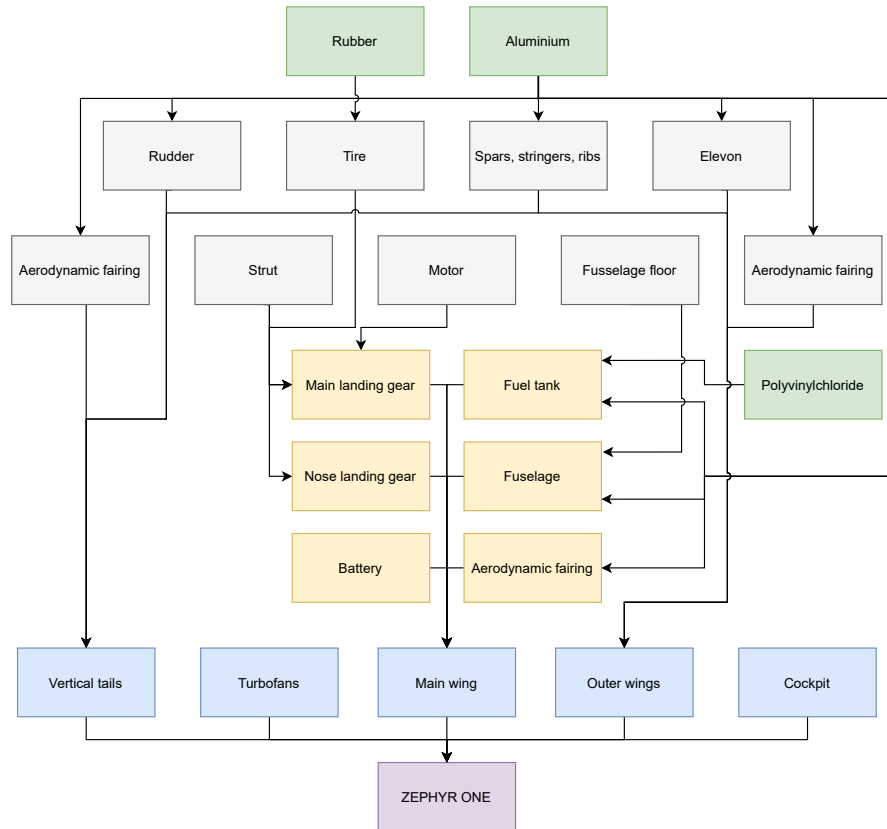 Rubber
Aluminium
Rudder
Tire
Spars, stringers, ribs
Elevon
Aerodynamic fairing
Strut
Motor
Fusselage floor
Aerodynamic fairing
Main landing gear
Fuel tank
Polyvinylchloride
Nose landing gear
Fuselage
Battery
Aerodynamic fairing
Vertical tails
Turbofans
Main wing
Outer wings
Cockpit
ZEPHYR ONE